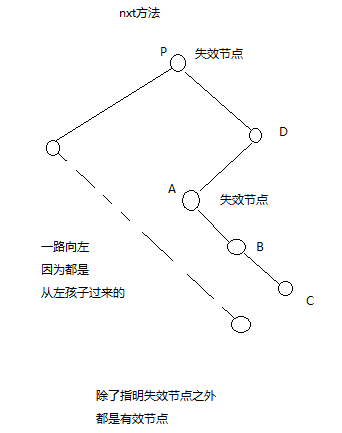 nxt方法
P
失效节点
D
A
失效节点
一路向左
因为都是
从左孩子过来的
B
C
除了指明失效节点之外
都是有效节点